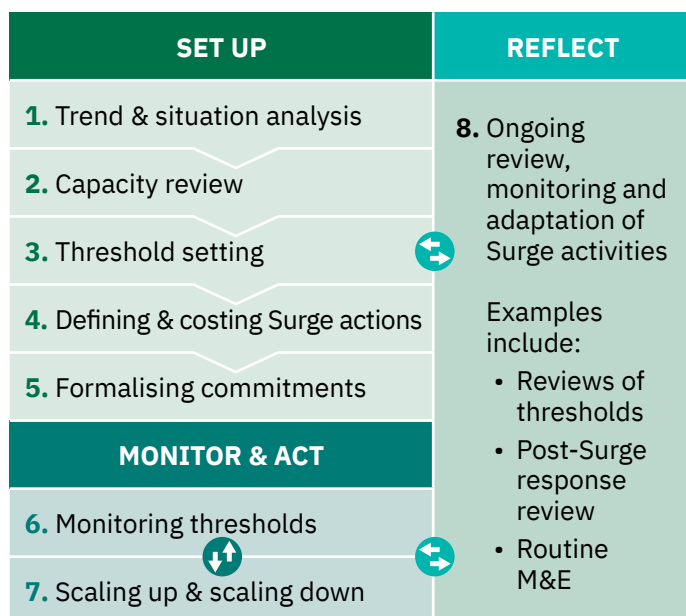 SET UP
1. Trend & situation analysis
2. Capacity review
3. Threshold setting
4. Defining & costing Surge actions
5. Formalising commitments
MONITOR & ACT
6. Monitoring thresholds
7. Scaling up & scaling down
REFLECT
8. Ongoing
review,
monitoring and
adaptation of
Surge activities
Examples
include:
• Reviews of
thresholds
• Post-Surge
response
review
• Routine
M&E